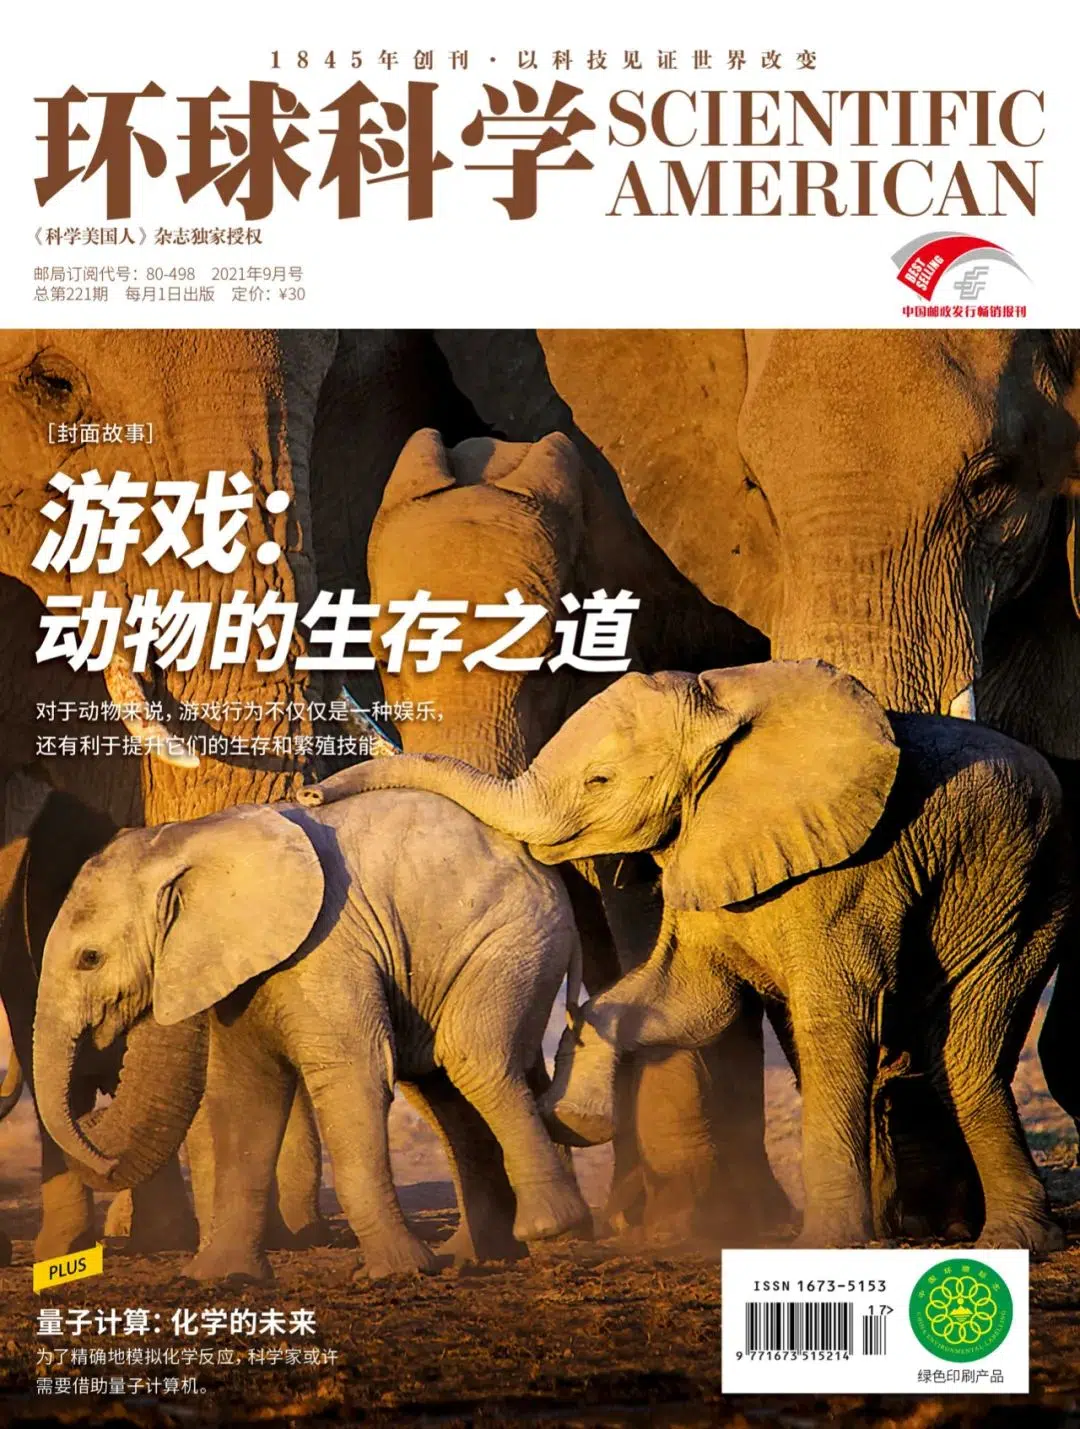 1845年创刊·以科技见证世界改变
环球科学
SCIENTIFIC
AMERICAN
《科学美国人》杂志独家授权
邮局订阅代号：80-498 2021年9月号
总第221期 每月1日出版 定价：¥30
BEST
SELLING
中国邮政发行畅销报刊
［封面故事］
游戏：
动物的生存之道
对于动物来说，游戏行为不仅仅是一种娱乐，
还有利于提升它们的生存和繁殖技能。
PLUS
量子计算：化学的未来
为了精确地模拟化学反应，科学家或许
需要借助量子计算机。
ISSN 1673-5153
17>
9 771673 515214
中国环境标志
CHINA ENVIRONMENTAL LABELLING
绿色印刷产品